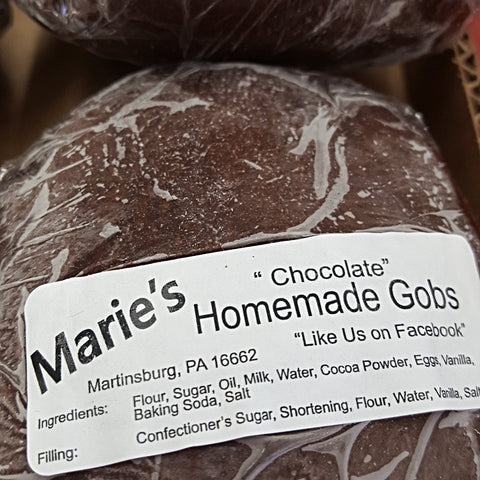 Marie's
“ Chocolate”
Homemade Gobs
“Like Us on Facebook”
Martinsburg, PA 16662
Ingredients: Flour, Sugar, Oil, Milk, Water, Cocoa Powder, Eggs, Vanilla,
Baking Soda, Salt
Filling: Confectioner's Sugar, Shortening, Flour, Water, Vanilla, Salt